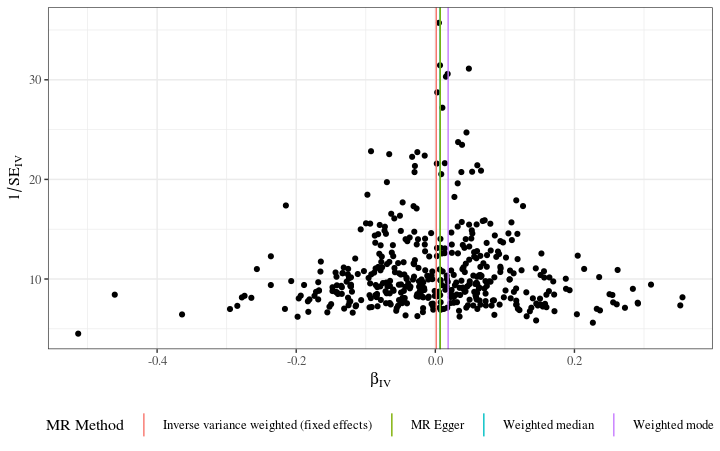 30
20
10
1/SE_IV
-0.4 -0.2 0.0 0.2
β_IV
MR Method Inverse variance weighted (fixed effects) MR Egger Weighted median Weighted mode